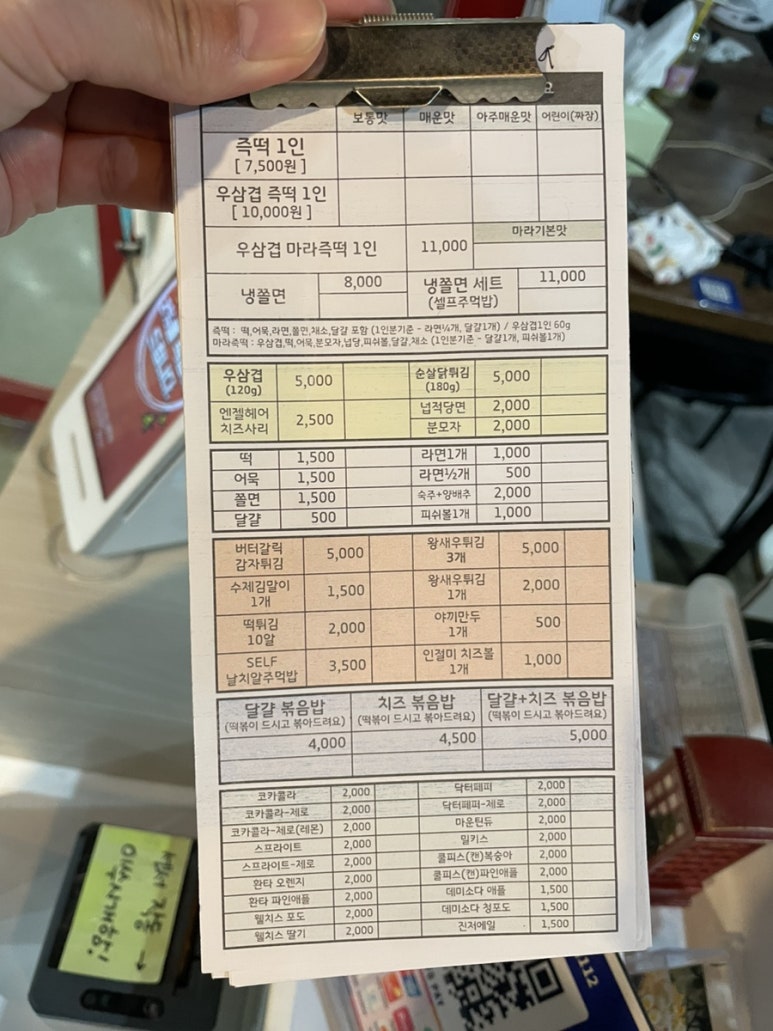 요
보통맛 매운맛 아주매운맛 어린이(짜장)
즉떡 1인
[ 7,500원 ]
우삼겹 즉떡 1인
[ 10,000원 ]
우삼겹 마라즉떡 1인 11,000 마라기본맛
냉쫄면 8,000 냉쫄면 세트 (셀프주먹밥) 11,000
즉떡 : 떡,어묵,라면,쫄면,채소,달걀 포함 (1인분기준 - 라면¼개, 달걀1개) / 우삼겹1인 60g
마라즉떡 : 우삼겹,떡,어묵,분모자,넙당,피쉬볼,달걀,채소 (1인분기준 - 달걀1개, 피쉬볼1개)
우삼겹 (120g) 5,000 순살닭튀김 (180g) 5,000
엔젤헤어 치즈사리 2,500 넙적당면 2,000
분모자 2,000
떡 1,500 라면1개 1,000
어묵 1,500 라면½개 500
쫄면 1,500 숙주+양배추 2,000
달걀 500 피쉬볼1개 1,000
버터갈릭 감자튀김 5,000 왕새우튀김 3개 5,000
수제김말이 1개 1,500 왕새우튀김 1개 2,000
떡튀김 10알 2,000 야끼만두 1개 500
SELF 날치알주먹밥 3,500 인절미 치즈볼 1개 1,000
달걀 볶음밥 치즈 볶음밥 달걀+치즈 볶음밥
(떡볶이 드시고 볶아드려요) (떡볶이 드시고 볶아드려요) (떡볶이 드시고 볶아드려요)
4,000 4,500 5,000
코카콜라 2,000 닥터페퍼 2,000
코카콜라-제로 2,000 닥터페퍼-제로 2,000
코카콜라-제로(레몬) 2,000 마운틴듀 2,000
스프라이트 2,000 밀키스 2,000
스프라이트-제로 2,000 쿨피스(캔)복숭아 2,000
환타 오렌지 2,000 쿨피스(캔)파인애플 2,000
환타 파인애플 2,000 데미소다 애플 1,500
웰치스 포도 2,000 데미소다 청포도 1,500
웰치스 딸기 2,000 진저에일 1,500
112